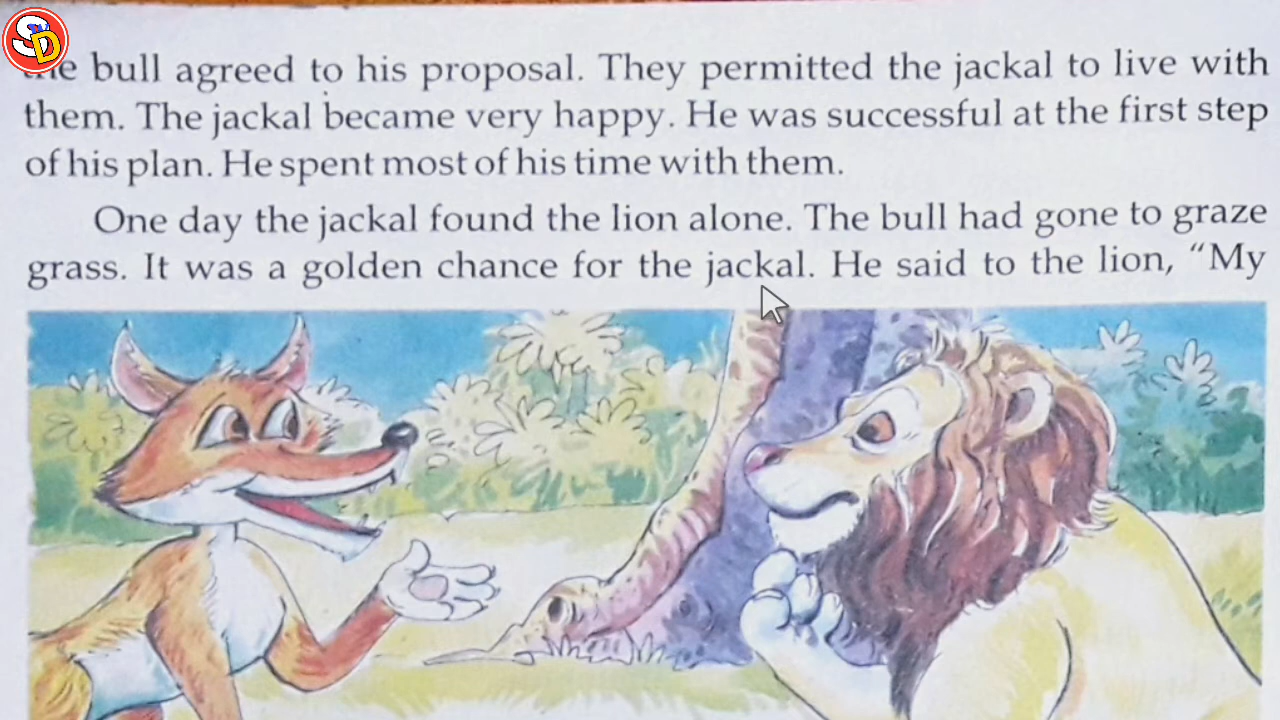 SD
he bull agreed to his proposal. They permitted the jackal to live with
them. The jackal became very happy. He was successful at the first step
of his plan. He spent most of his time with them.
One day the jackal found the lion alone. The bull had gone to graze
grass. It was a golden chance for the jackal. He said to the lion, “My